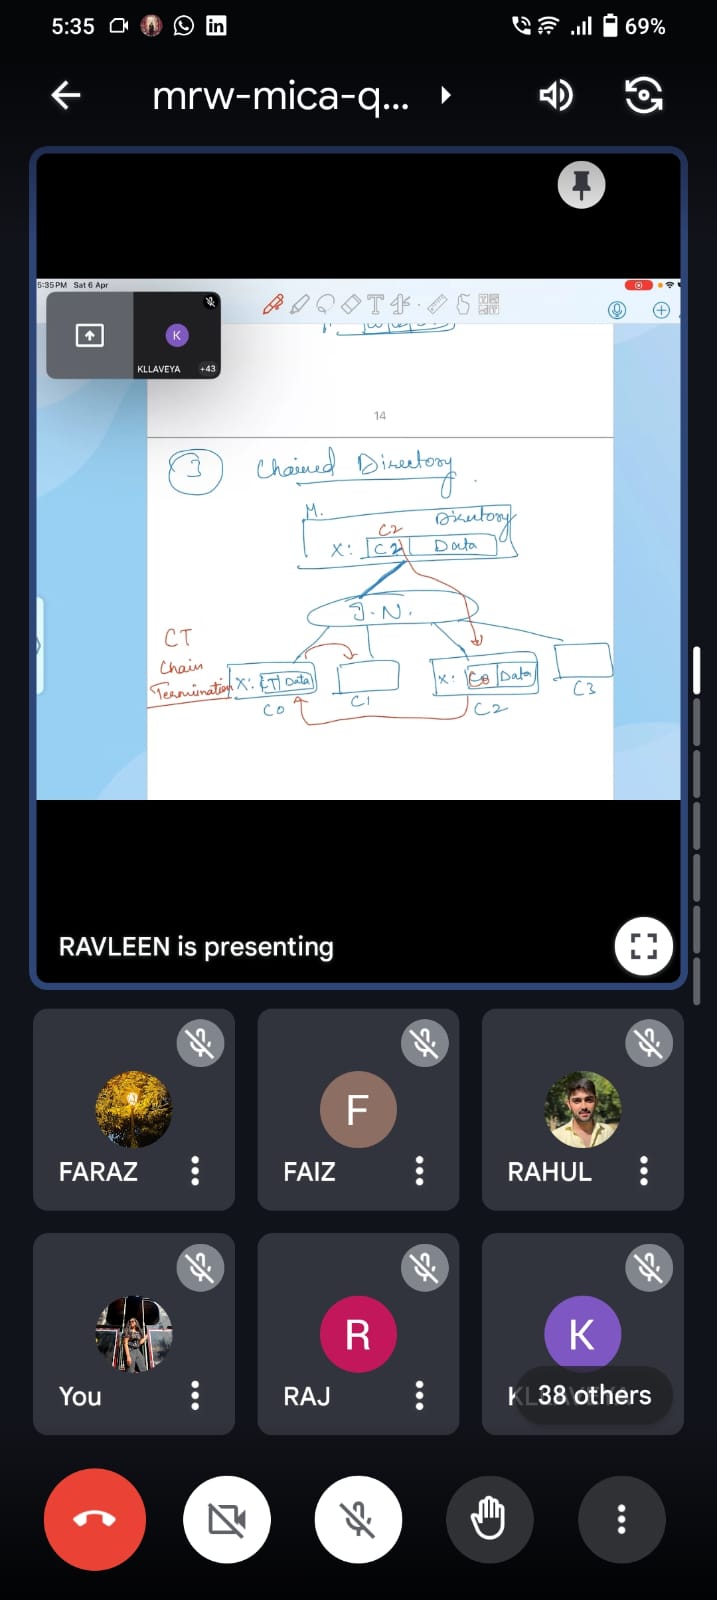 5:35 in 69%
mrw-mica-q...
5:35 PM Sat 6 Apr
T
K
KLLAVEYA +43
14
3 Chained Directory
M. Directory
C2
X: C2 Data
I.N.
CT
Chain
Termination
X: CT Data
X: C0 Data
C0 C1 C2 C3
RAVLEEN is presenting
F
FARAZ FAIZ RAHUL
R K
You RAJ 38 others